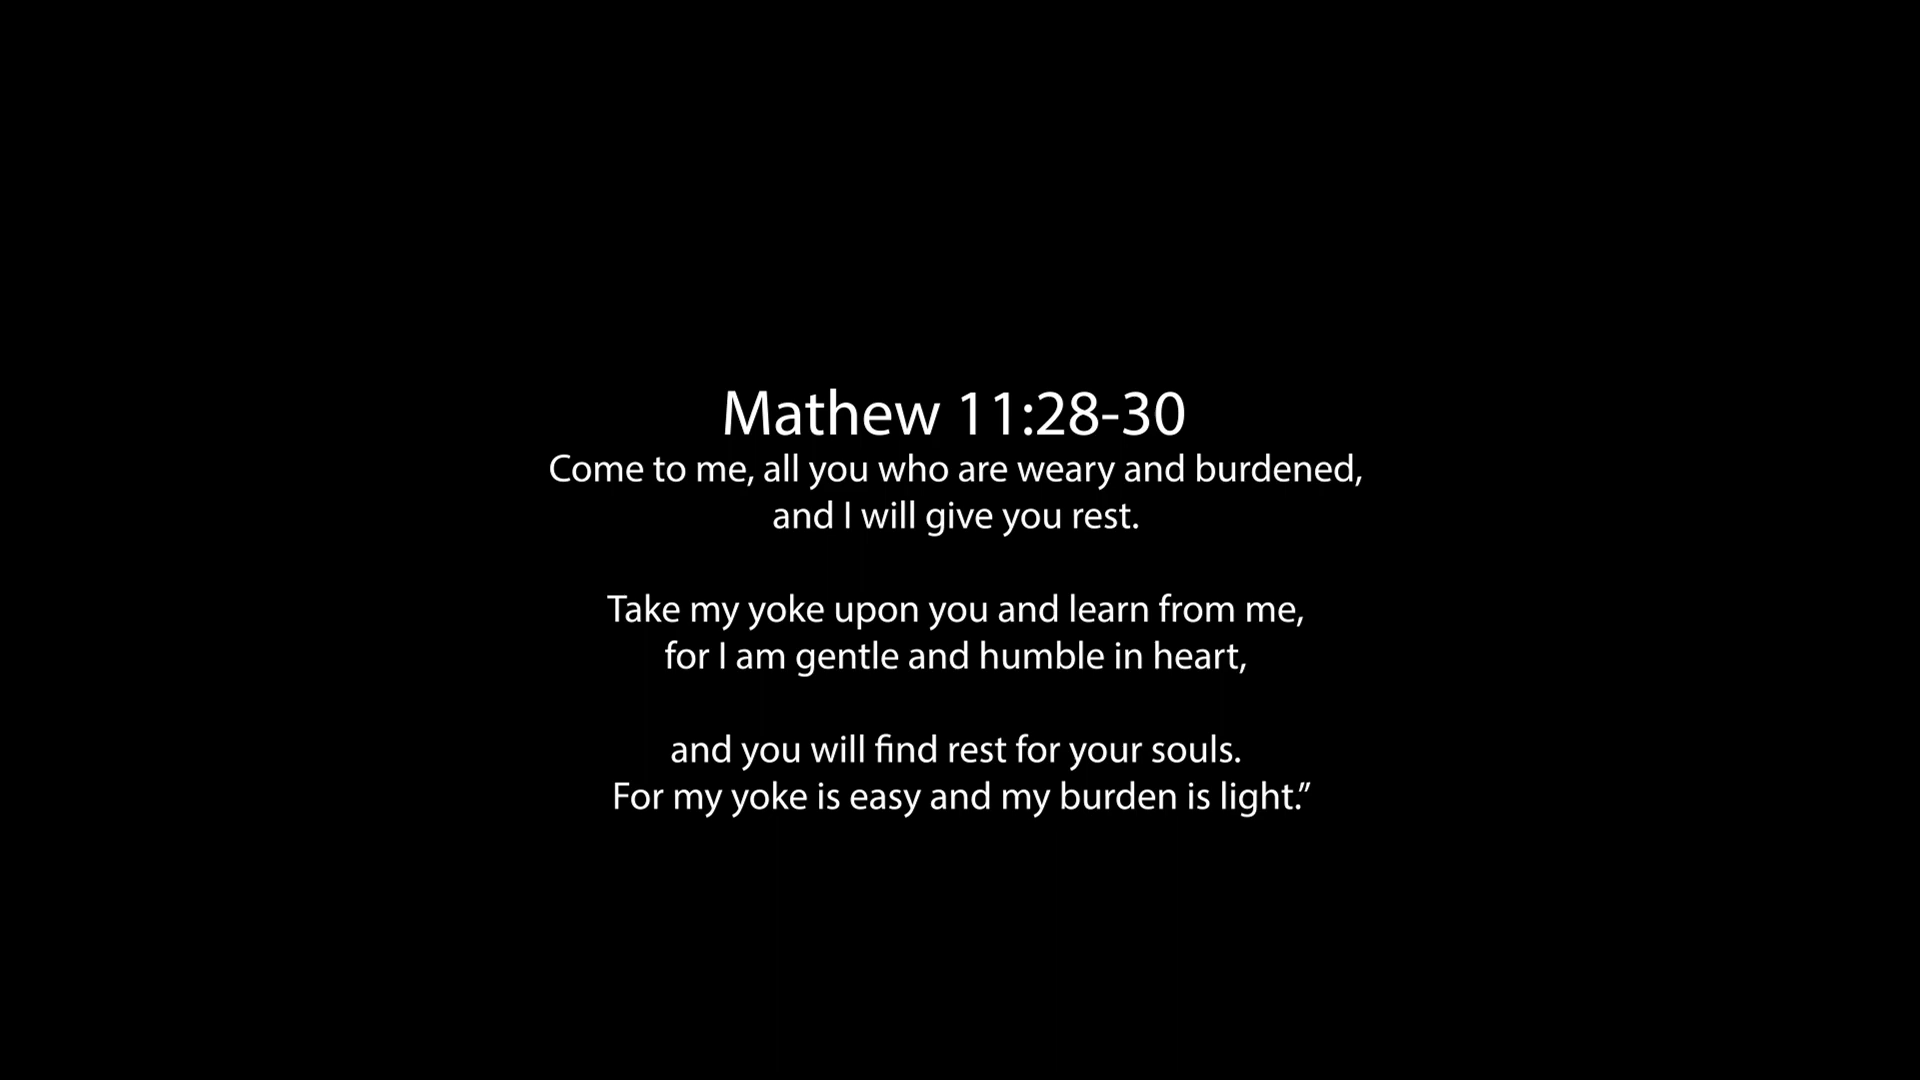 Mathew 11:28-30
Come to me, all you who are weary and burdened,
and I will give you rest.
Take my yoke upon you and learn from me,
for I am gentle and humble in heart,
and you will find rest for your souls.
For my yoke is easy and my burden is light.”